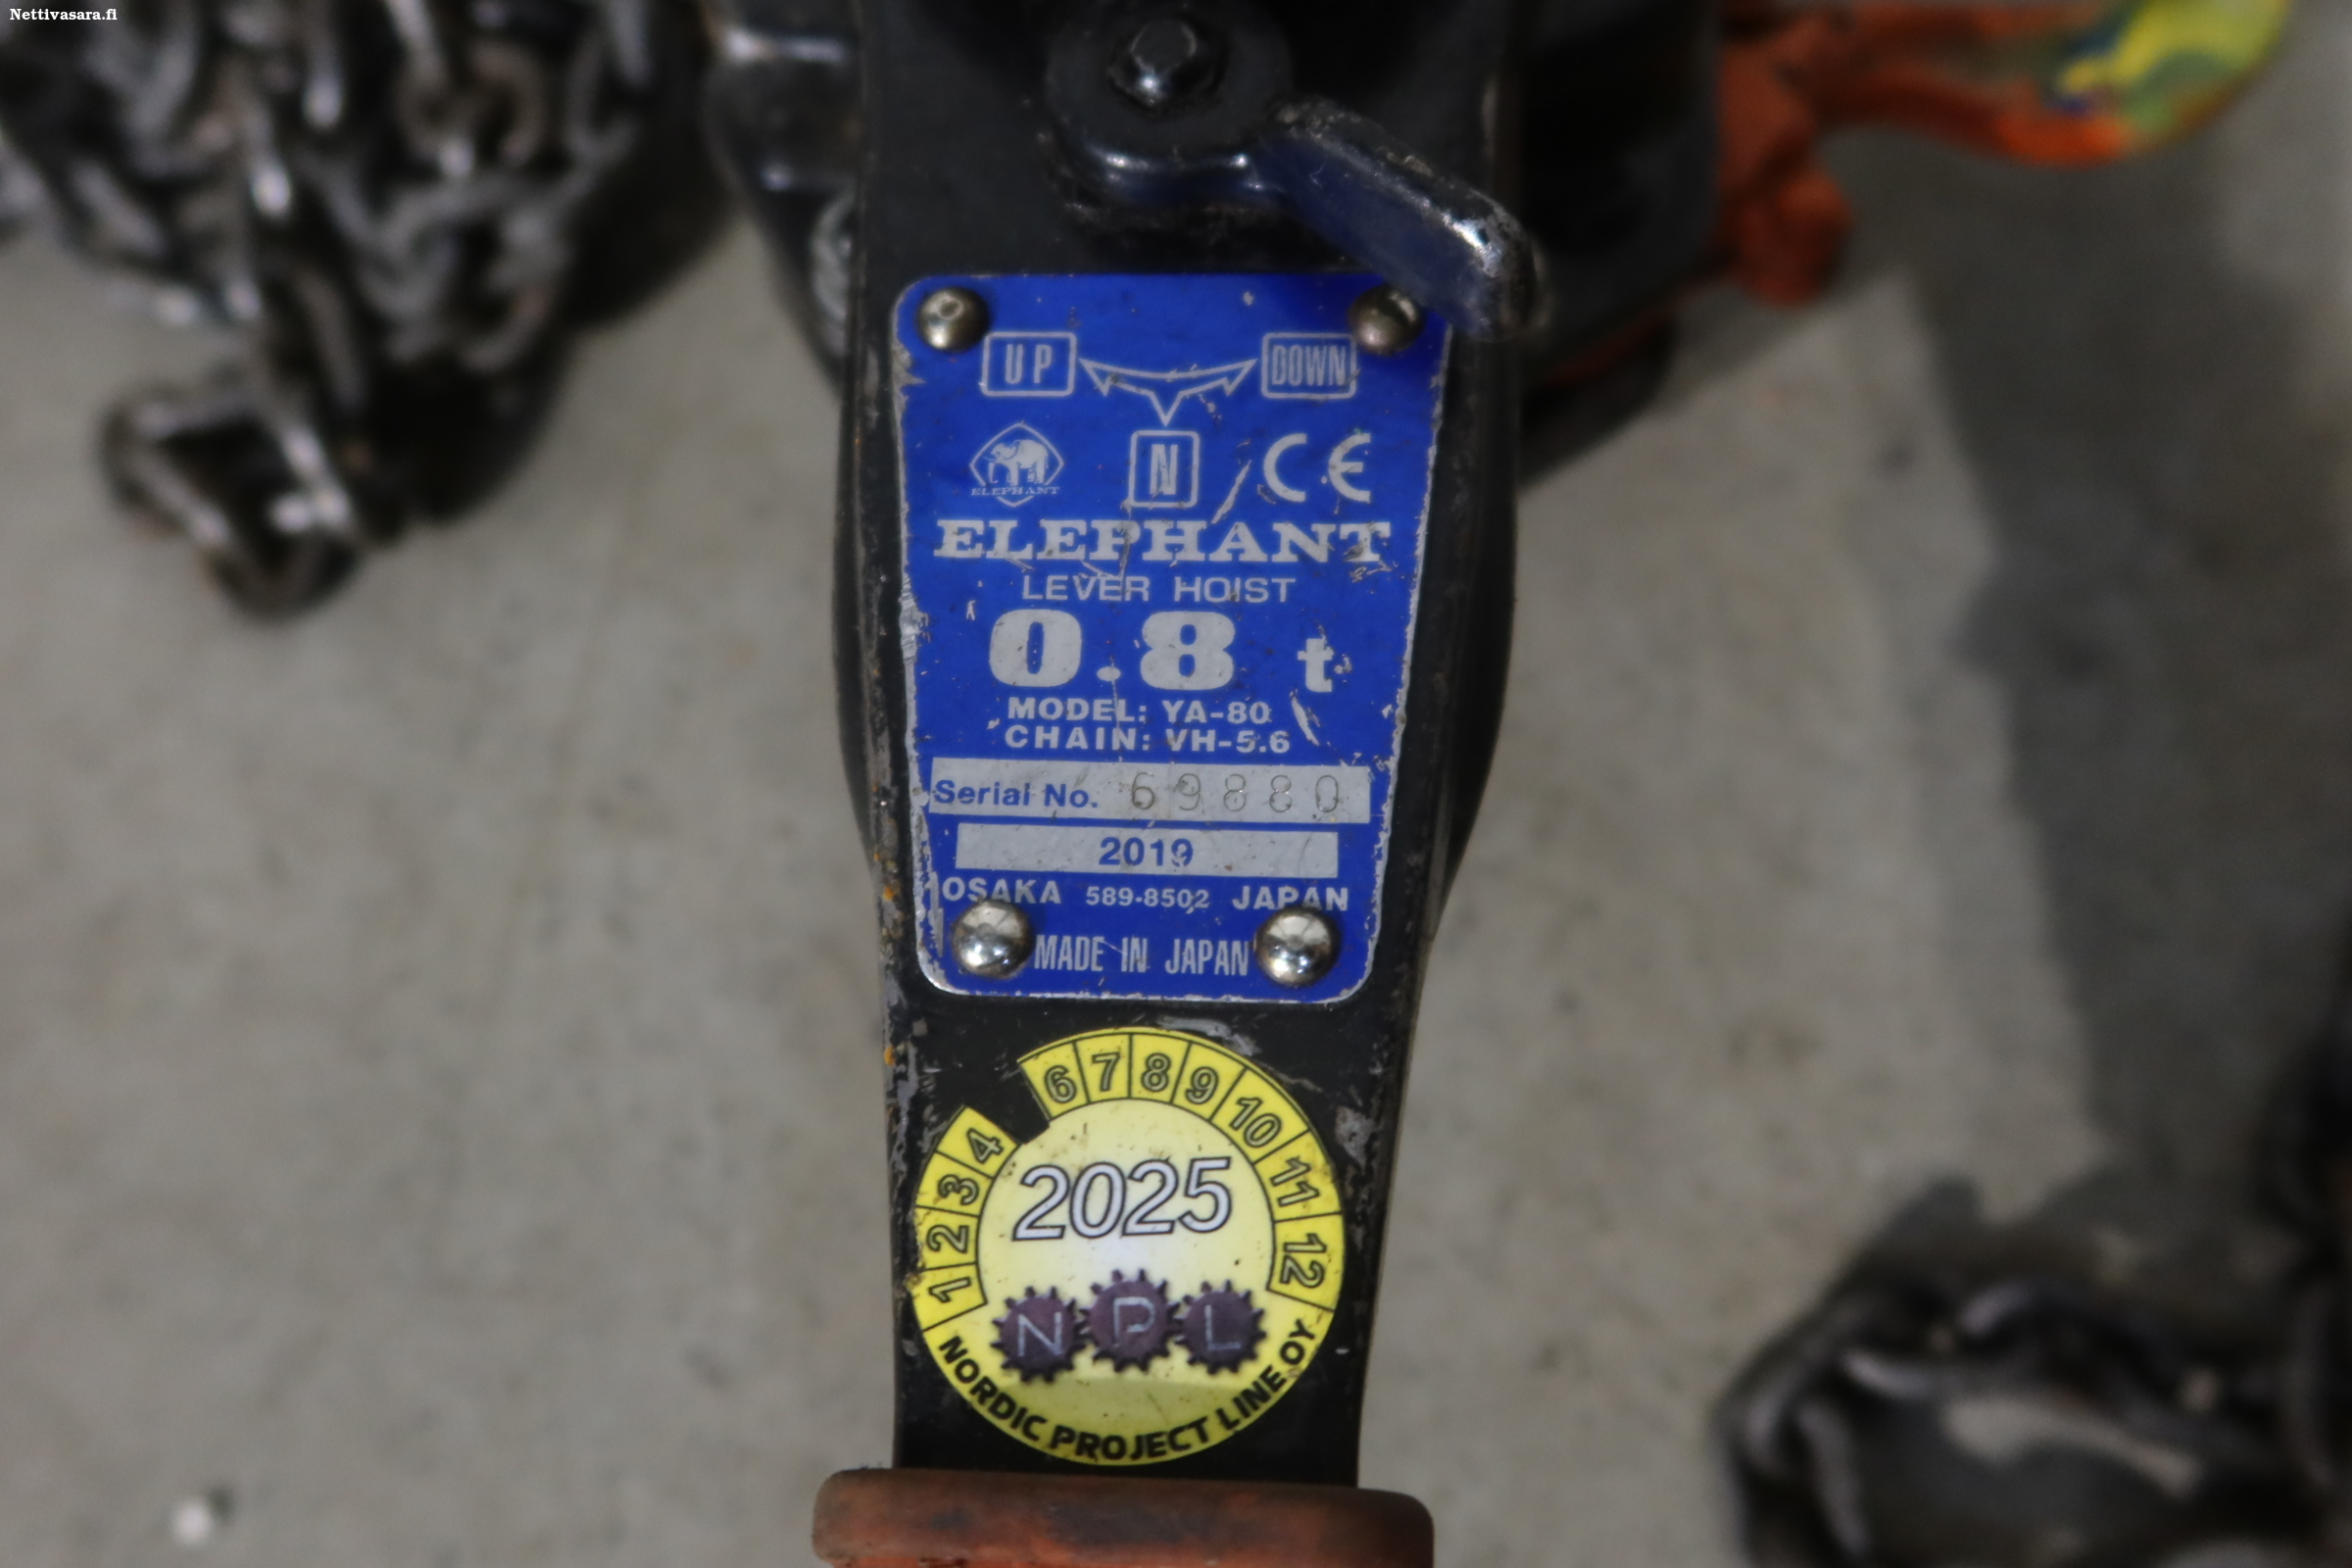 Nettivasara.fi
UP DOWN
ELEPHANT N CE
ELEPHANT
LEVER HOIST
0.8 t
MODEL: YA-80
CHAIN: VH-5.6
Serial No. 69880
2019
OSAKA 589-8502 JAPAN
MADE IN JAPAN
1 2 3 4 6 7 8 9 10 11 12
2025
NPL
NORDIC PROJECT LINE OY